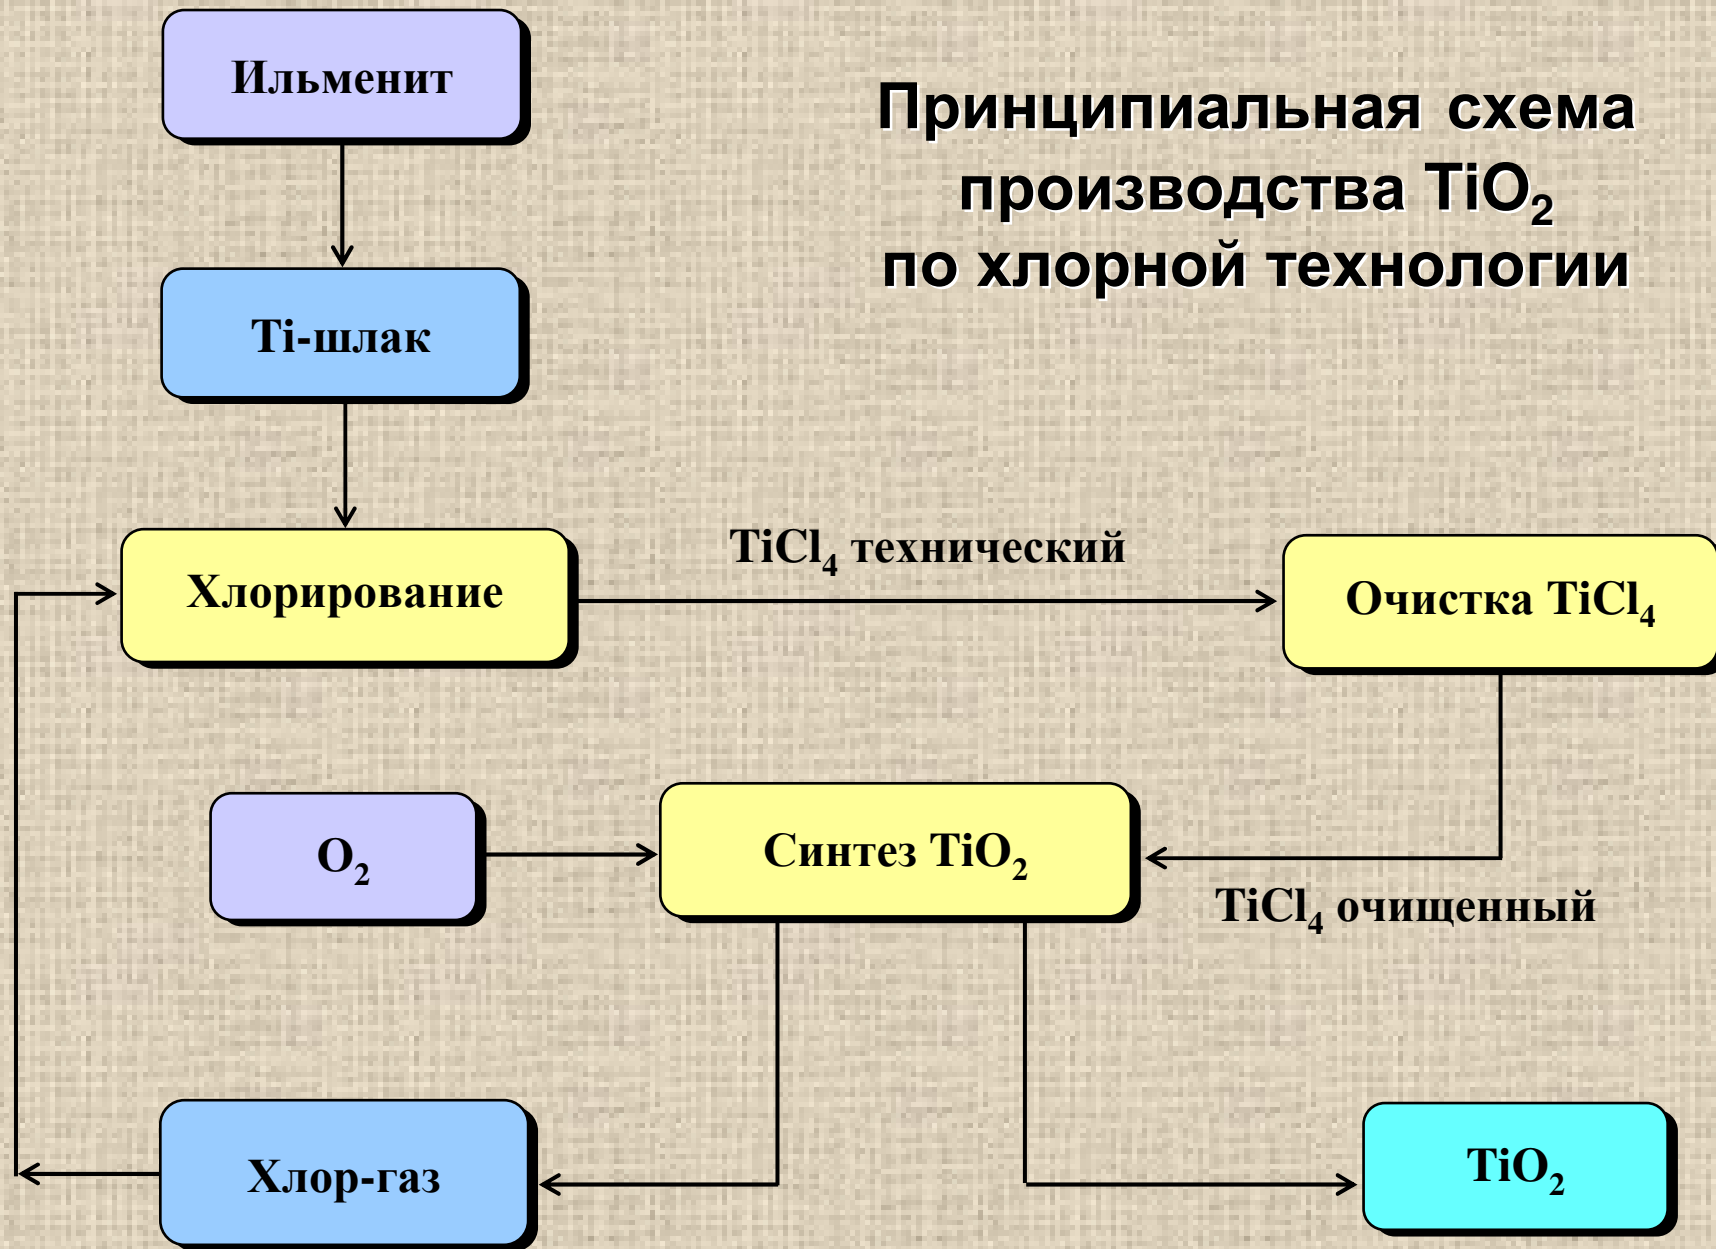 Ильменит
Принципиальная схема
производства TiO₂
по хлорной технологии
Ti-шлак
TiCl₄ технический
Хлорирование
Очистка TiCl₄
O₂
Синтез TiO₂
TiCl₄ очищенный
Хлор-газ
TiO₂